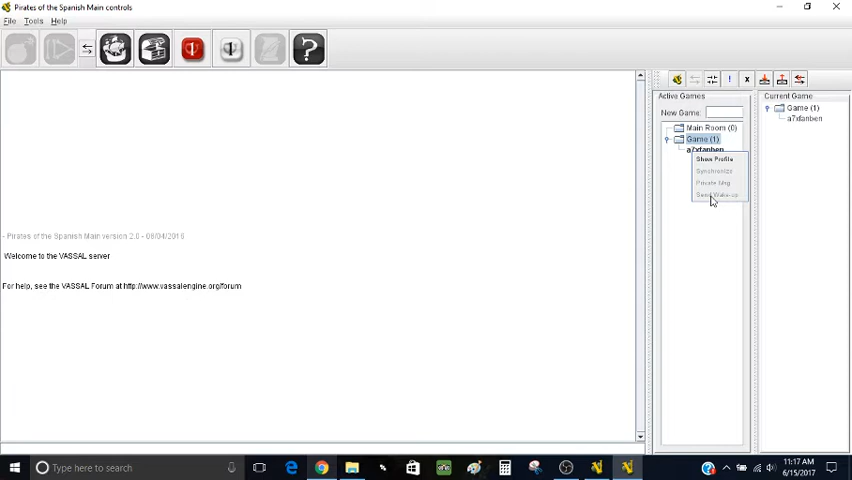 Pirates of the Spanish Main controls
File Tools Help
Active Games
Current Game
New Game:
Main Room (0)
Game (1)
a7xfanben
Game (1)
a7xfanben
Show Profile
Synchronize
Private Msg
Send Wake-up
- Pirates of the Spanish Main version 2.0 - 08/04/2016
Welcome to the VASSAL server
For help, see the VASSAL Forum at http://www.vassalengine.org/forum
Type here to search
11:17 AM
6/15/2017